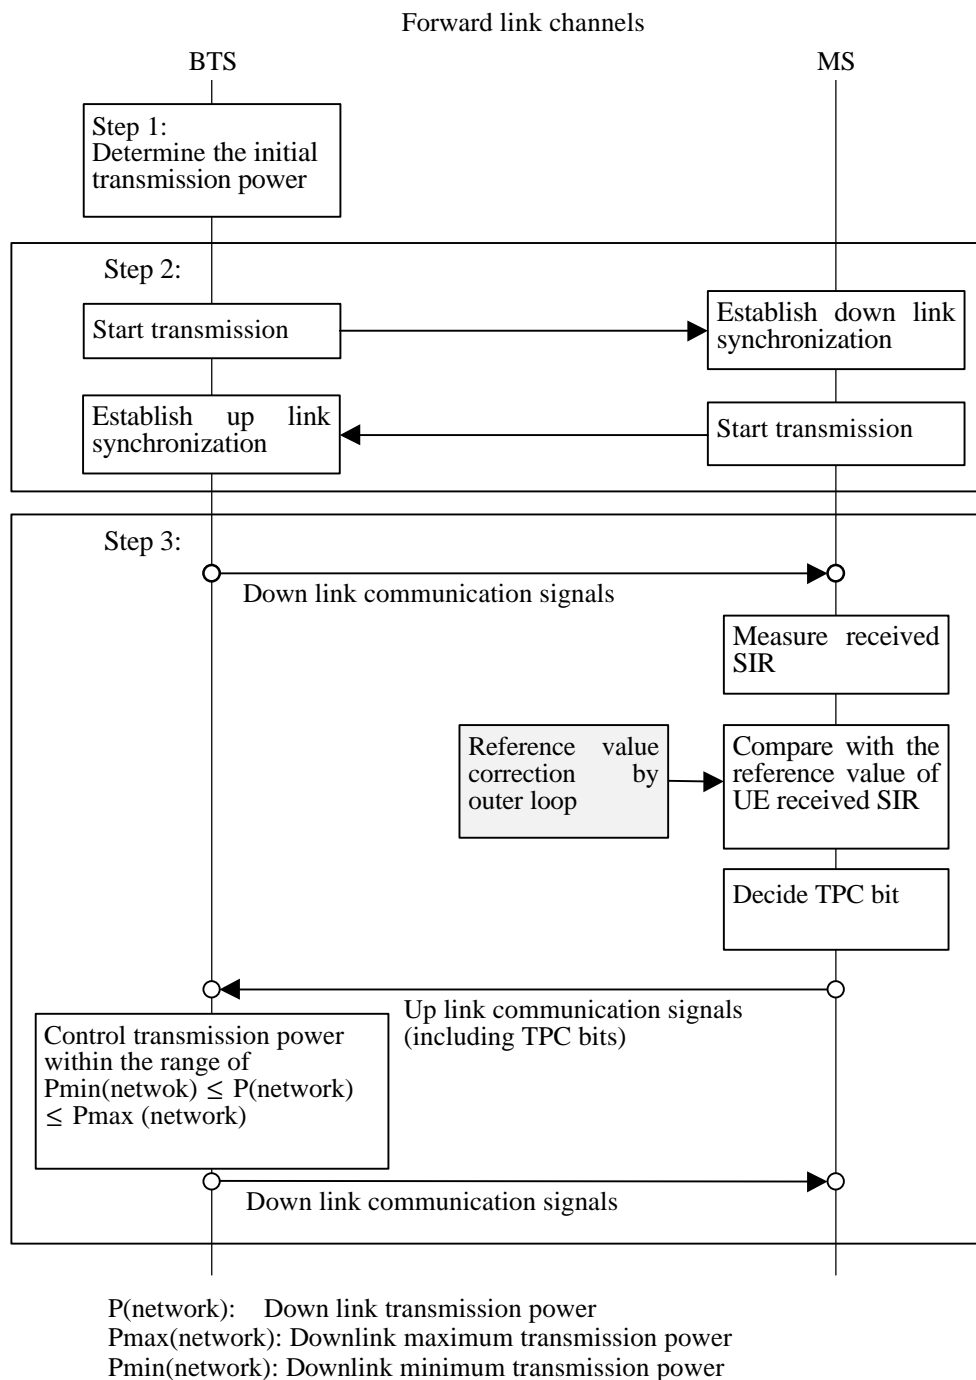 Forward link channels
BTS
MS
Step 1:
Determine the initial
transmission power
Step 2:
Start transmission
Establish down link
synchronization
Establish up link
synchronization
Start transmission
Step 3:
Down link communication signals
Measure received
SIR
Reference value
correction by
outer loop
Compare with the
reference value of
UE received SIR
Decide TPC bit
Up link communication signals
(including TPC bits)
Control transmission power
within the range of
Pmin(netwok) ≤ P(network)
≤ Pmax (network)
Down link communication signals
P(network): Down link transmission power
Pmax(network): Downlink maximum transmission power
Pmin(network): Downlink minimum transmission power